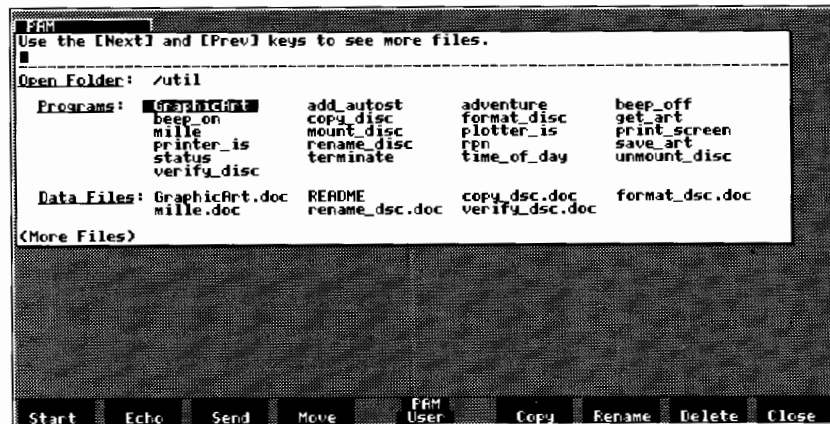 PAM
Use the [Next] and [Prev] keys to see more files.
Open Folder: /util
Programs: GraphicArt add_autost adventure beep_off
beep_on copy_disc format_disc get_art
mille mount_disc plotter_is print_screen
printer_is rename_disc rpn save_art
status terminate time_of_day unmount_disc
verify_disc
Data Files: GraphicArt.doc README copy_dsc.doc format_dsc.doc
mille.doc rename_dsc.doc verify_dsc.doc
(More Files)
Start Echo Send Move PAM User Copy Rename Delete Close